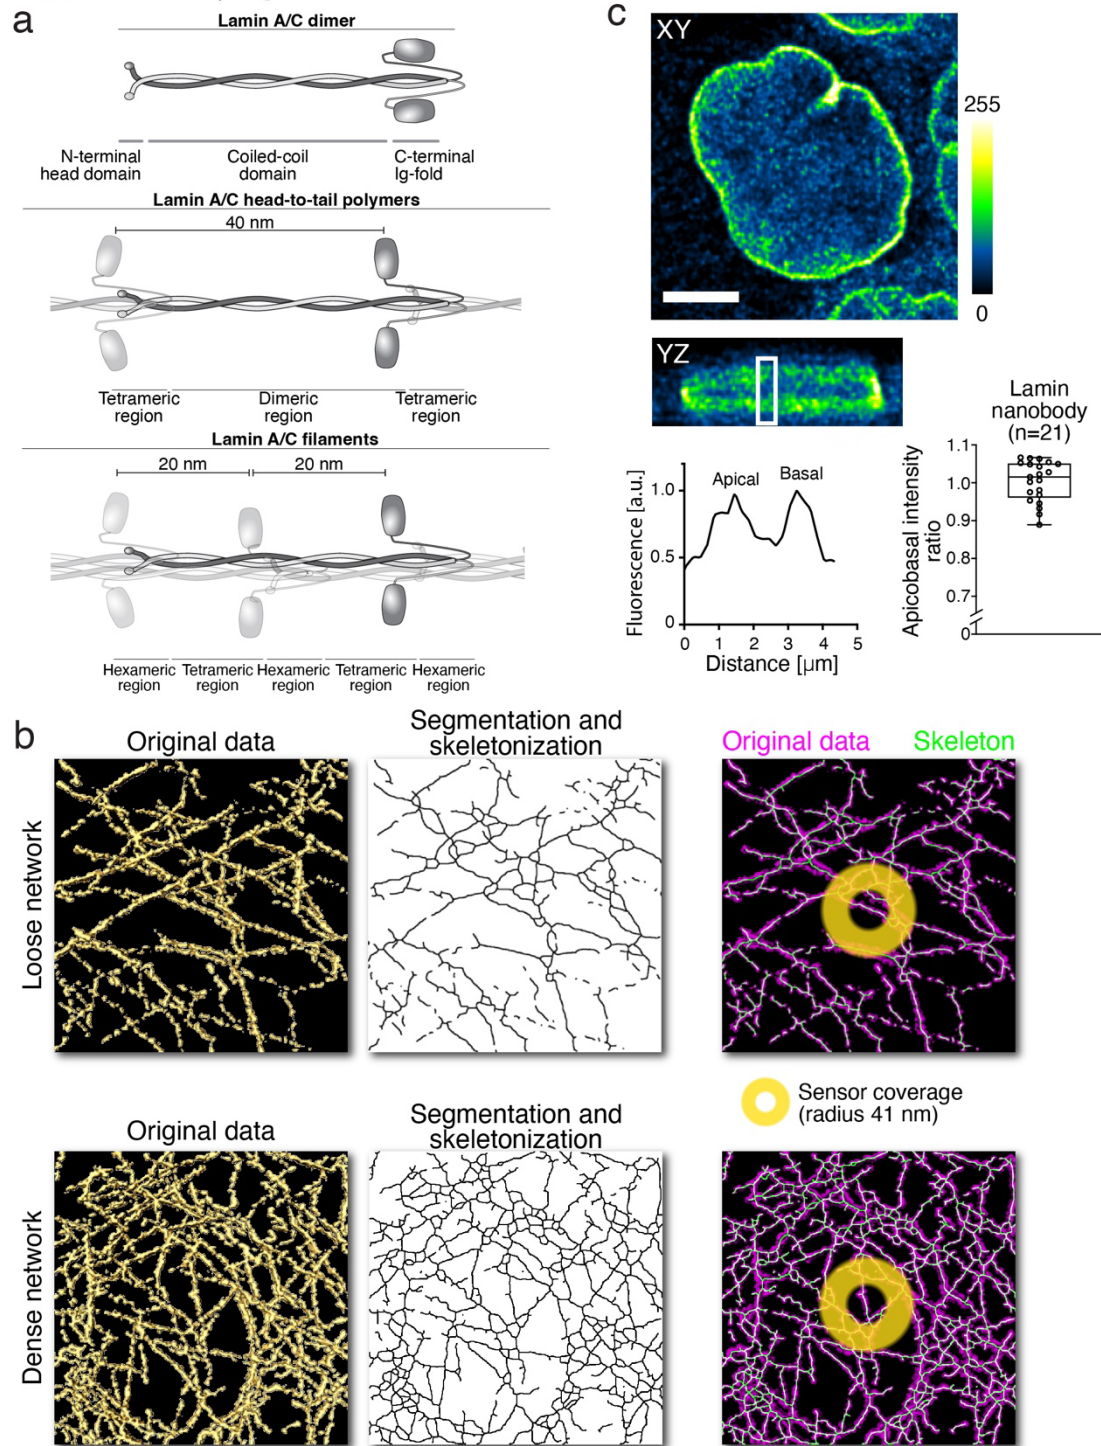 a
Lamin A/C dimer
N-terminal
head domain
Coiled-coil
domain
C-terminal
Ig-fold
Lamin A/C head-to-tail polymers
40 nm
Tetrameric
region
Dimeric
region
Tetrameric
region
Lamin A/C filaments
20 nm
20 nm
Hexameric
region
Tetrameric
region
Hexameric
region
Tetrameric
region
Hexameric
region
c
XY
255
0
YZ
Fluorescence [a.u.]
1.0
0.5
0
Apical
Basal
0
1
2
3
4
5
Distance [µm]
Lamin
nanobody
(n=21)
Apicobasal intensity
ratio
1.1
1.0
0.9
0.8
0.7
0
b
Original data
Segmentation and
skeletonization
Original data
Skeleton
Loose network
Sensor coverage
(radius 41 nm)
Original data
Segmentation and
skeletonization
Dense network